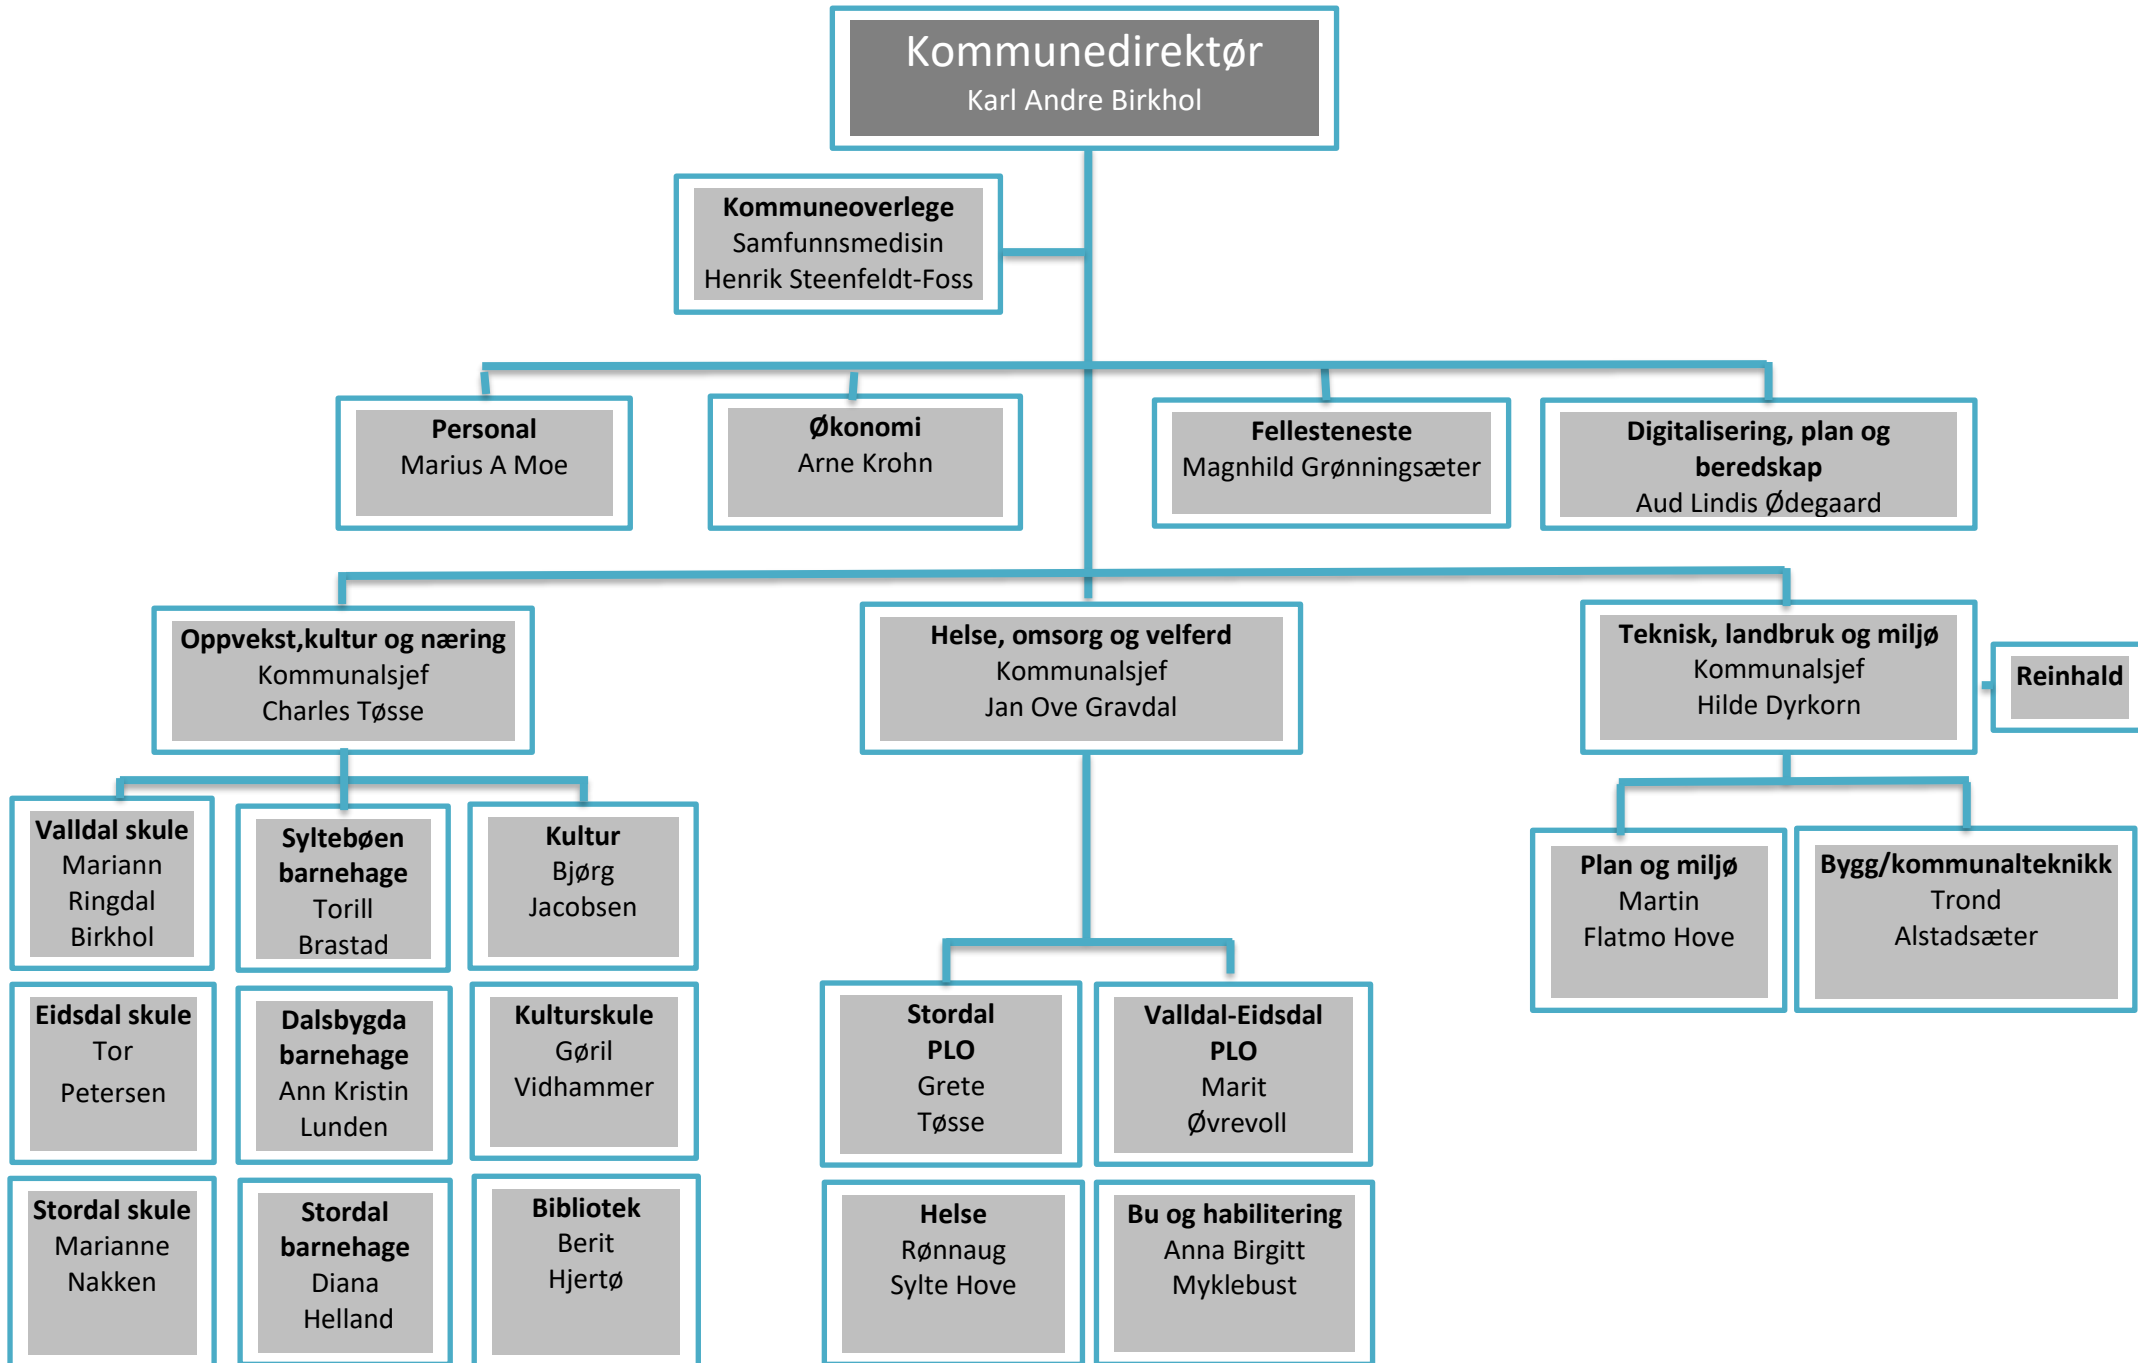 Kommunedirektør
Karl Andre Birkhol
Kommuneoverlege
Samfunnsmedisin
Henrik Steenfeldt-Foss
Personal
Marius A Moe
Økonomi
Arne Krohn
Fellesteneste
Magnhild Grønningsæter
Digitalisering, plan og
beredskap
Aud Lindis Ødegaard
Oppvekst,kultur og næring
Kommunalsjef
Charles Tøsse
Helse, omsorg og velferd
Kommunalsjef
Jan Ove Gravdal
Teknisk, landbruk og miljø
Kommunalsjef
Hilde Dyrkorn
Reinhald
Valldal skule
Mariann
Ringdal
Birkhol
Syltebøen
barnehage
Torill
Brastad
Kultur
Bjørg
Jacobsen
Plan og miljø
Martin
Flatmo Hove
Bygg/kommunalteknikk
Trond
Alstadsæter
Eidsdal skule
Tor
Petersen
Dalsbygda
barnehage
Ann Kristin
Lunden
Kulturskule
Gøril
Vidhammer
Stordal
PLO
Grete
Tøsse
Valldal-Eidsdal
PLO
Marit
Øvrevoll
Stordal skule
Marianne
Nakken
Stordal
barnehage
Diana
Helland
Bibliotek
Berit
Hjertø
Helse
Rønnaug
Sylte Hove
Bu og habilitering
Anna Birgitt
Myklebust